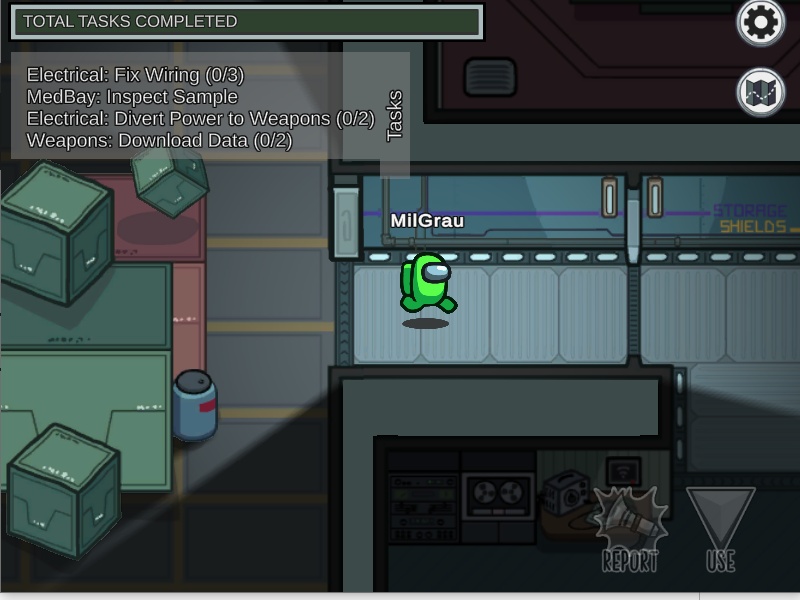 TOTAL TASKS COMPLETED
Electrical: Fix Wiring (0/3)
MedBay: Inspect Sample
Electrical: Divert Power to Weapons (0/2)
Weapons: Download Data (0/2)
Tasks
MilGrau
STORAGE
SHIELDS
REPORT
USE